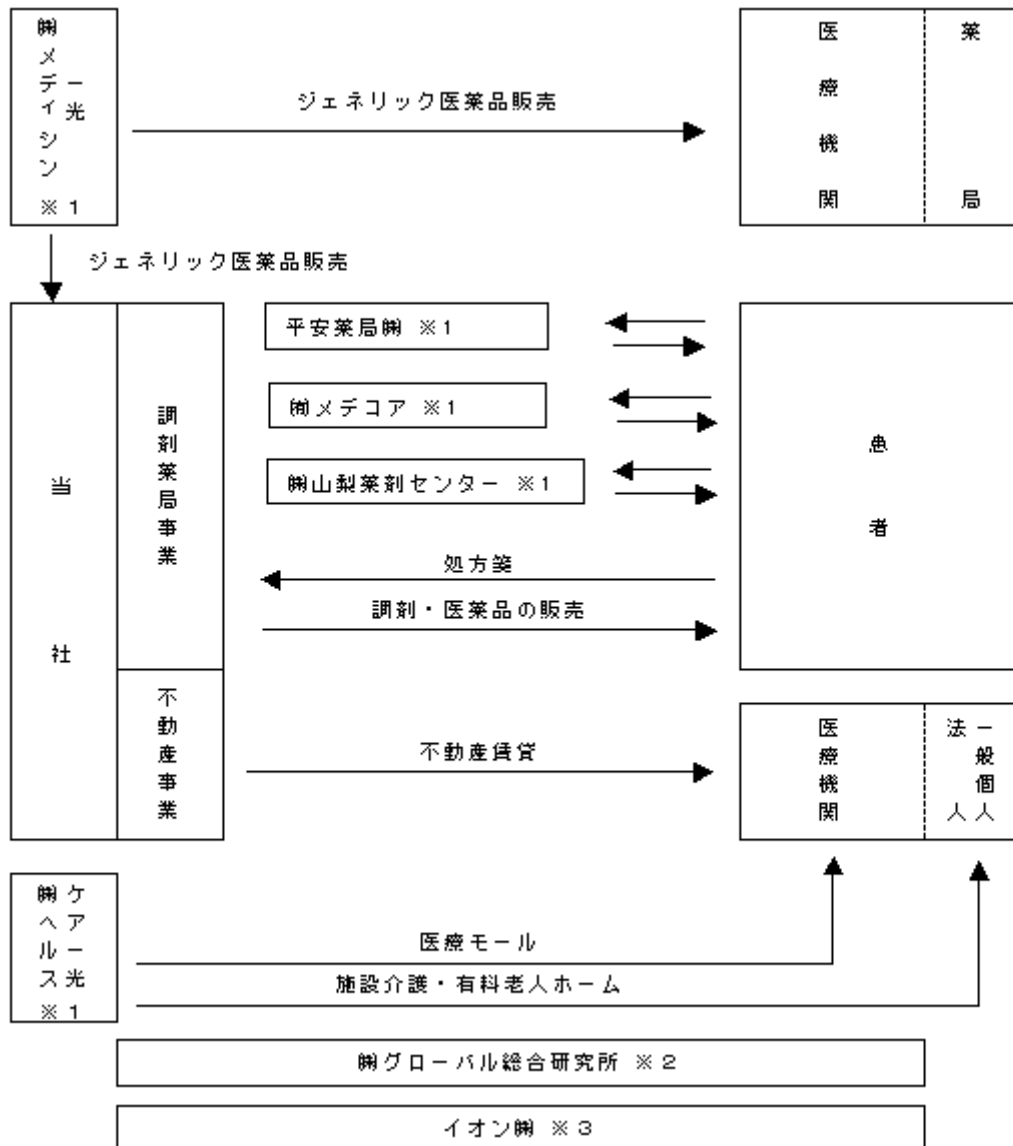 ㈱メディシン一光
※1
医療機関
薬局
ジェネリック医薬品販売
ジェネリック医薬品販売
当社
調剤薬局事業
平安薬局㈱ ※1
㈲メデコア ※1
㈱山梨薬剤センター ※1
患者
処方箋
調剤・医薬品の販売
不動産事業
不動産賃貸
医療機関
法人
一般個人
㈱ヘルスケア一光
※1
医療モール
施設介護・有料老人ホーム
㈱グローバル総合研究所 ※2
イオン㈱ ※3